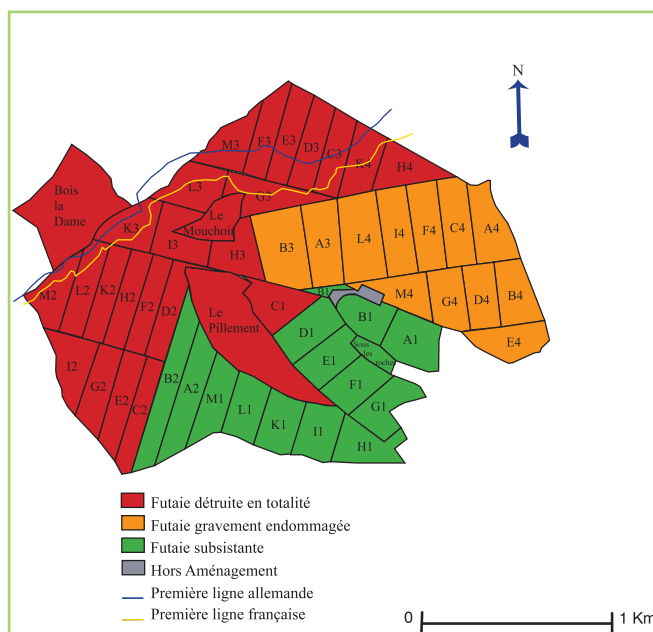 N
M3 F3 E3 D3 C3 K4 H4
Bois
la
Dame
L3 G3
Le
Mouchoir
K3 I3 H3 B3 A3 L4 I4 F4 C4 A4
M2 L2 K2 H2 F2 D2
Le
Pillement
C1 B1 M4 G4 D4 B4
D1 B1 A1 E4
Sous
les
roches
I2 G2 E2 C2 B2 A2 M1 L1 K1 I1 E1 F1 G1 H1
Futaie détruite en totalité
Futaie gravement endommagée
Futaie subsistante
Hors Aménagement
Première ligne allemande
Première ligne française
0 1 Km